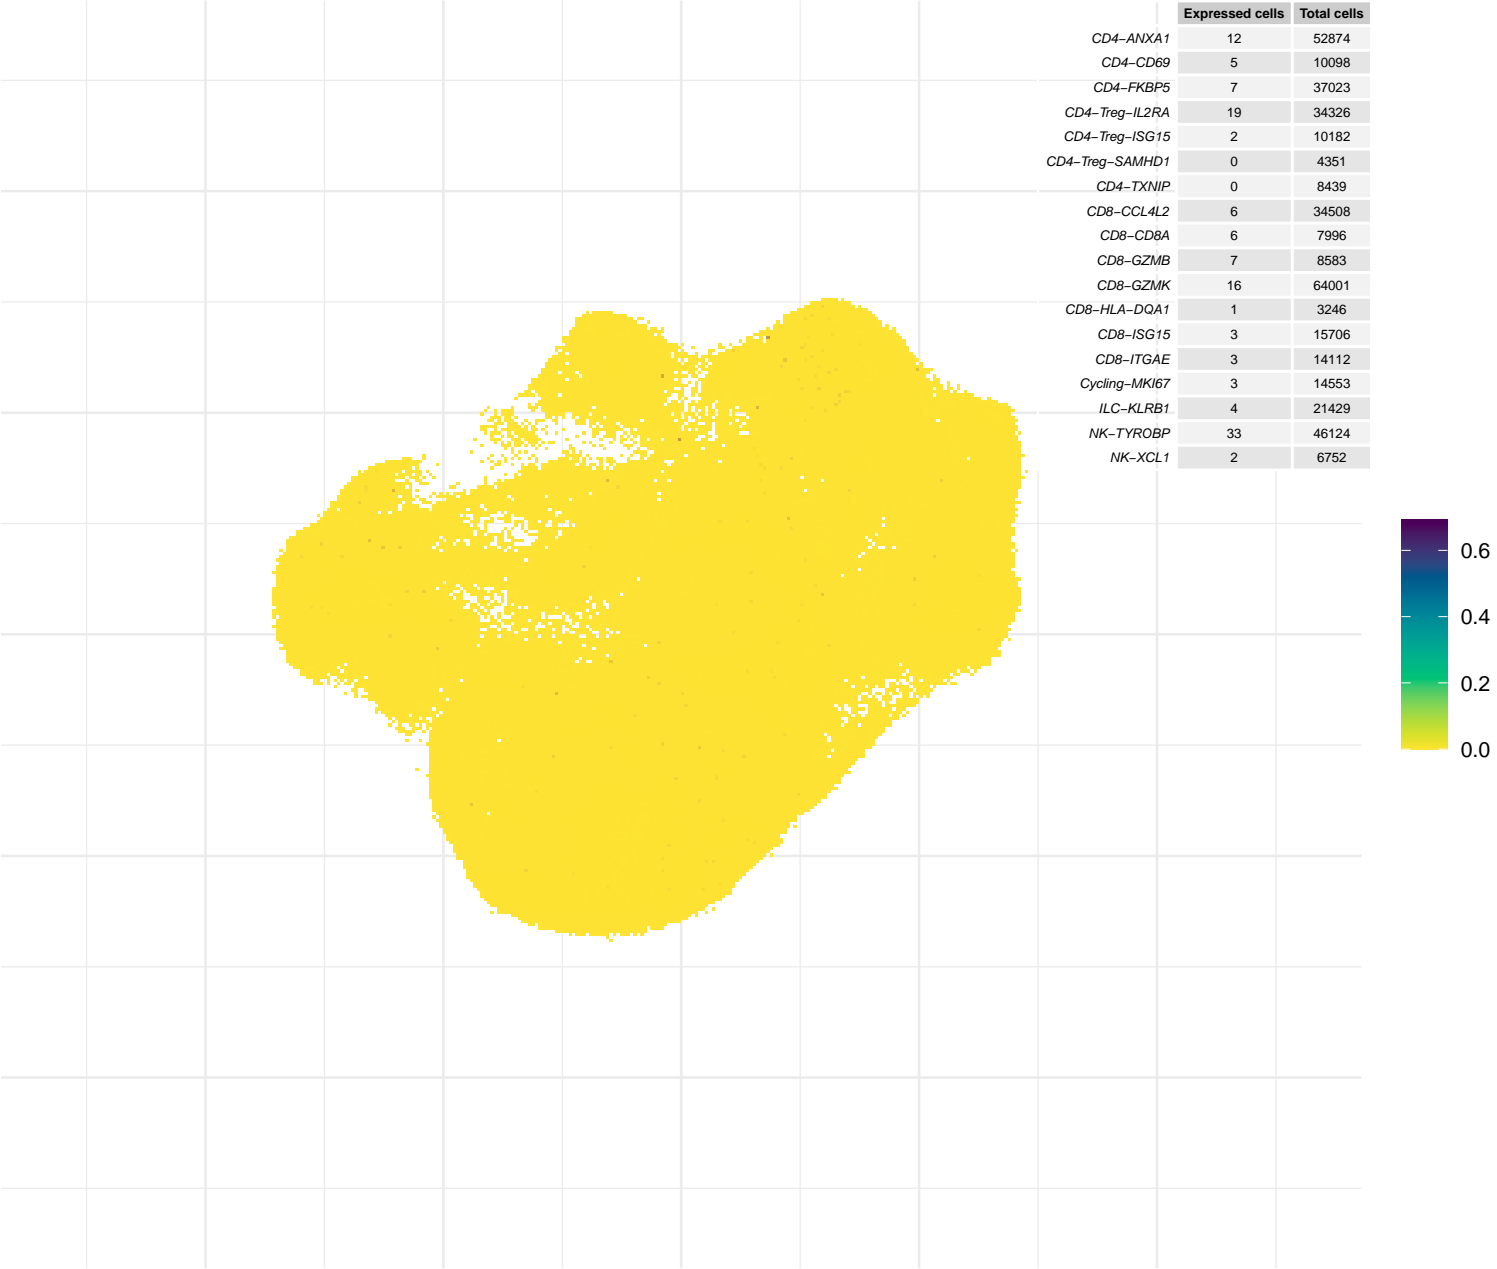 Expressed cells Total cells
CD4−ANXA1 12 52874
CD4−CD69 5 10098
CD4−FKBP5 7 37023
CD4−Treg−IL2RA 19 34326
CD4−Treg−ISG15 2 10182
CD4−Treg−SAMHD1 0 4351
CD4−TXNIP 0 8439
CD8−CCL4L2 6 34508
CD8−CD8A 6 7996
CD8−GZMB 7 8583
CD8−GZMK 16 64001
CD8−HLA−DQA1 1 3246
CD8−ISG15 3 15706
CD8−ITGAE 3 14112
Cycling−MKI67 3 14553
ILC−KLRB1 4 21429
NK−TYROBP 33 46124
NK−XCL1 2 6752
0.6
0.4
0.2
0.0